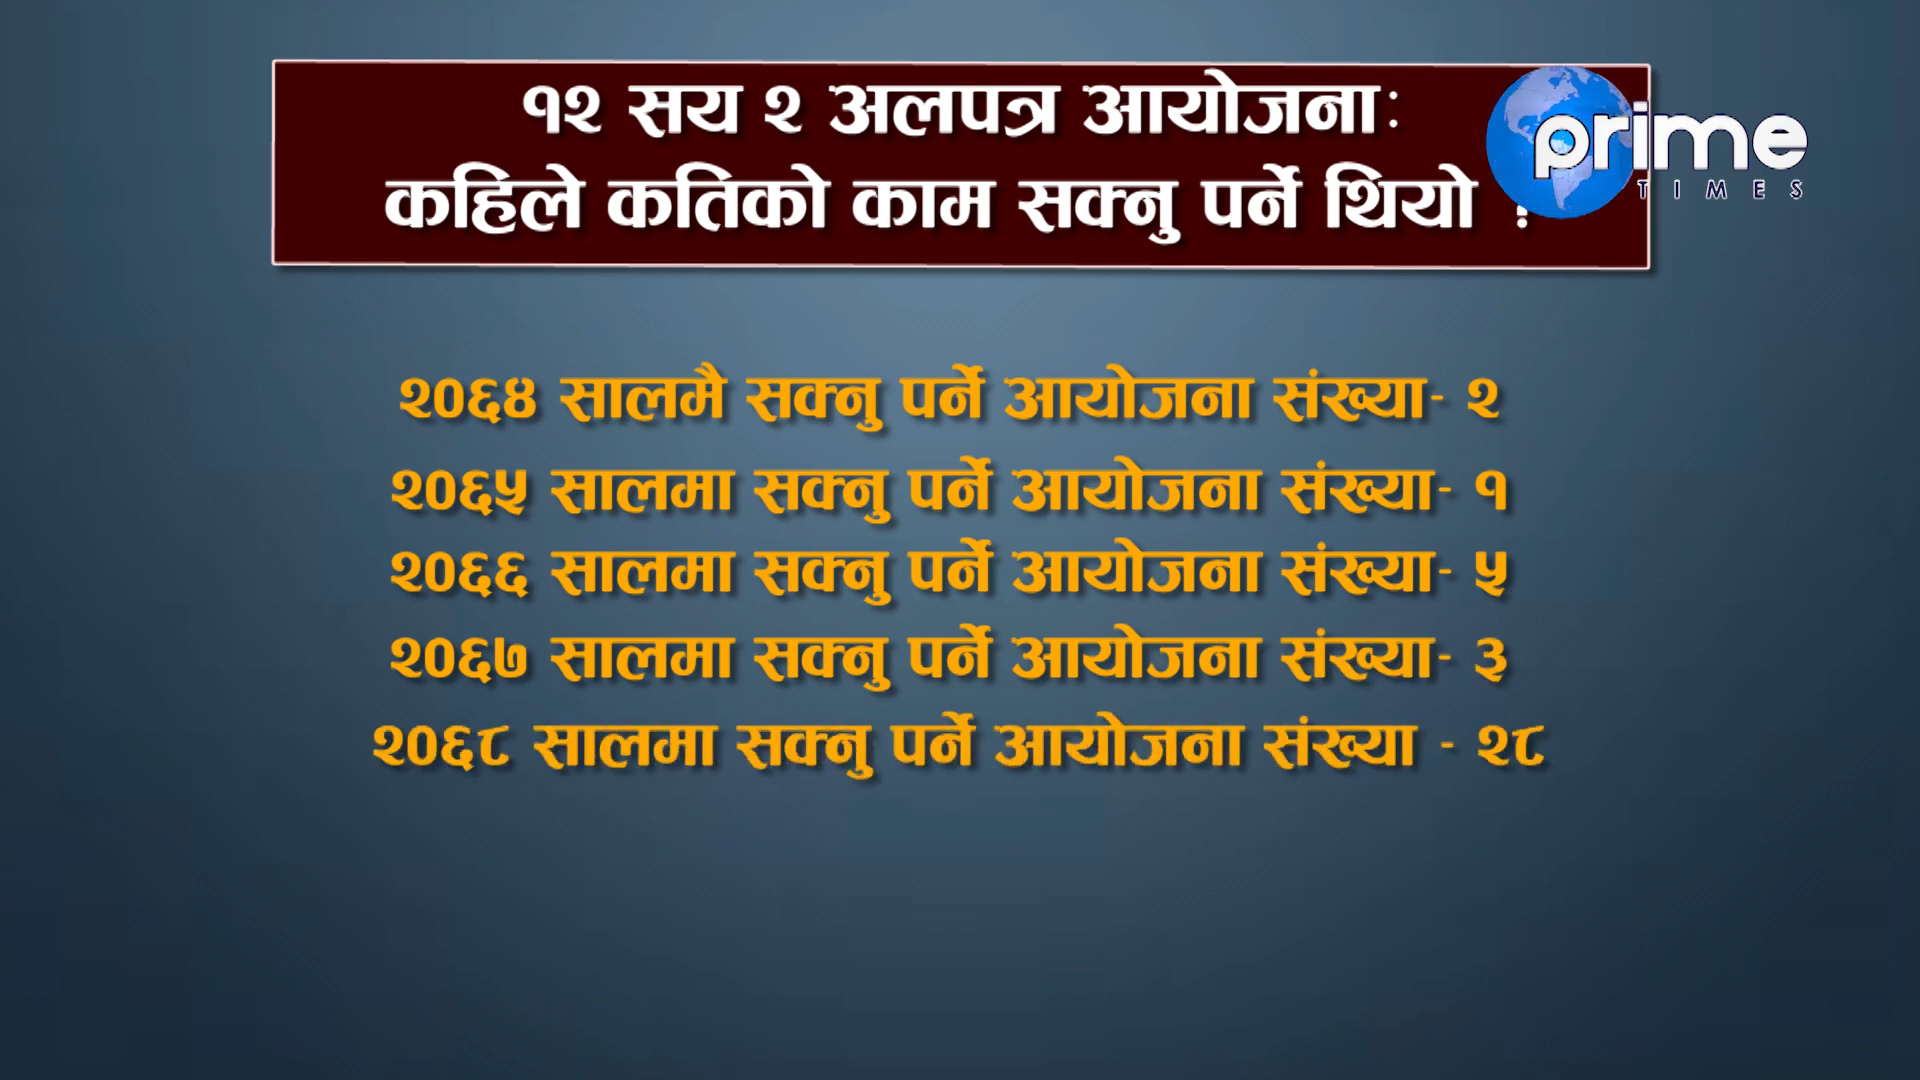 १२ सय २ अलपत्र आयोजनाः
कहिले कतिको काम सक्नु पर्ने थियो ?
prime
TIMES
२०६४ सालमै सक्नु पर्ने आयोजना संख्या- २
२०६५ सालमा सक्नु पर्ने आयोजना संख्या- १
२०६६ सालमा सक्नु पर्ने आयोजना संख्या- ५
२०६७ सालमा सक्नु पर्ने आयोजना संख्या- ३
२०६८ सालमा सक्नु पर्ने आयोजना संख्या - २८